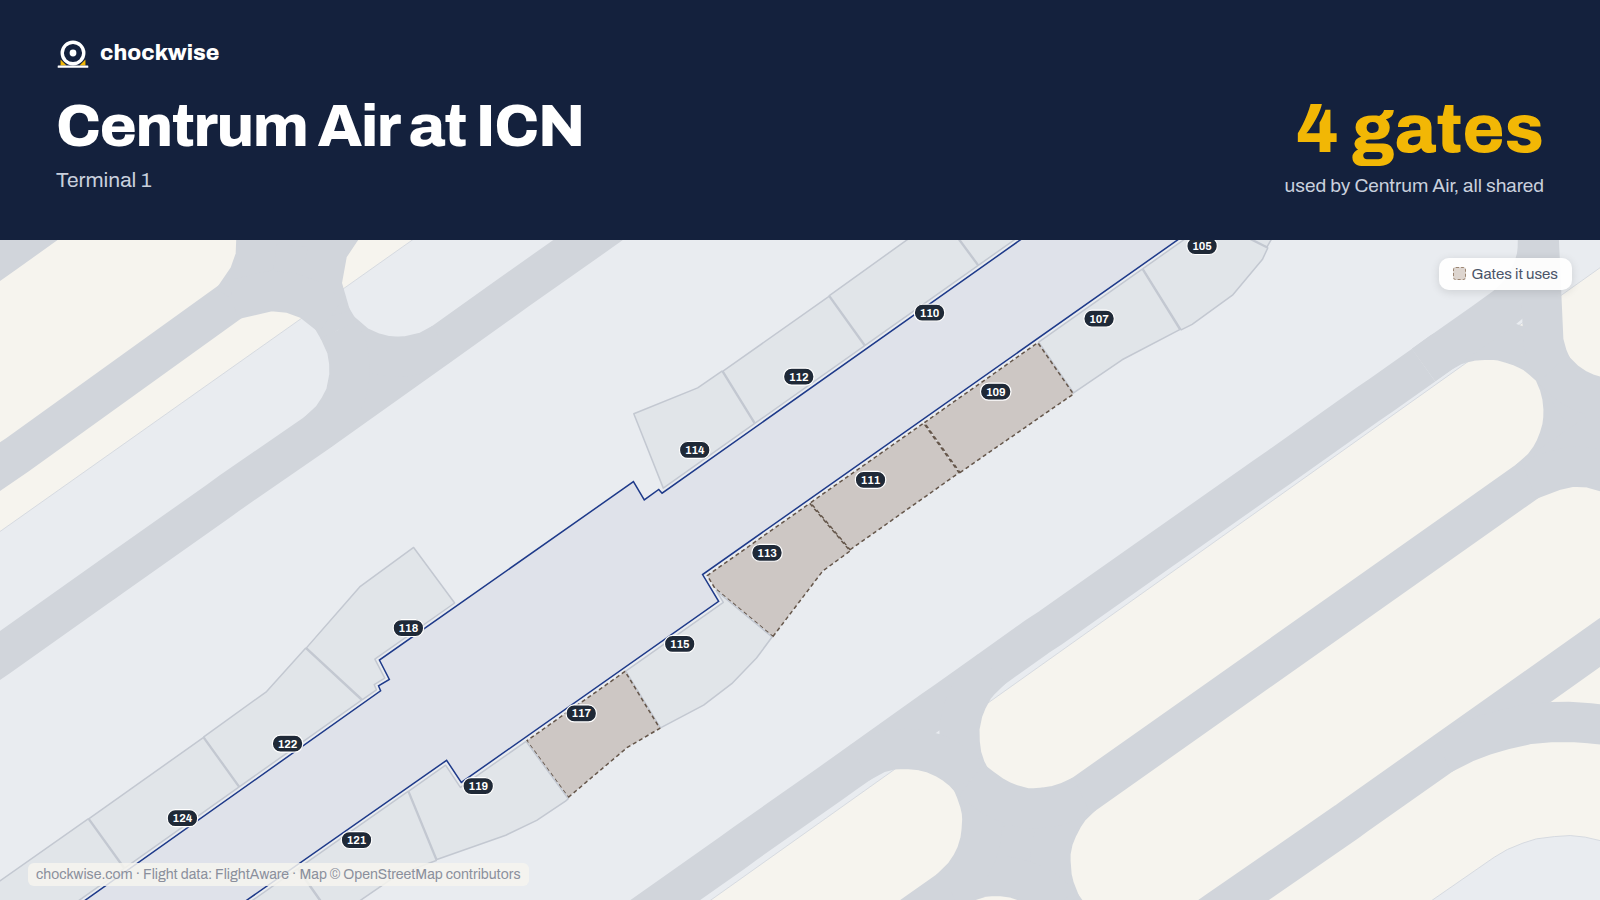 chockwise
Centrum Air at ICN
Terminal 1
4 gates
used by Centrum Air, all shared
Gates it uses
105
110
107
112
109
114
111
113
118
115
117
122
119
124
121
chockwise.com · Flight data: FlightAware · Map © OpenStreetMap contributors